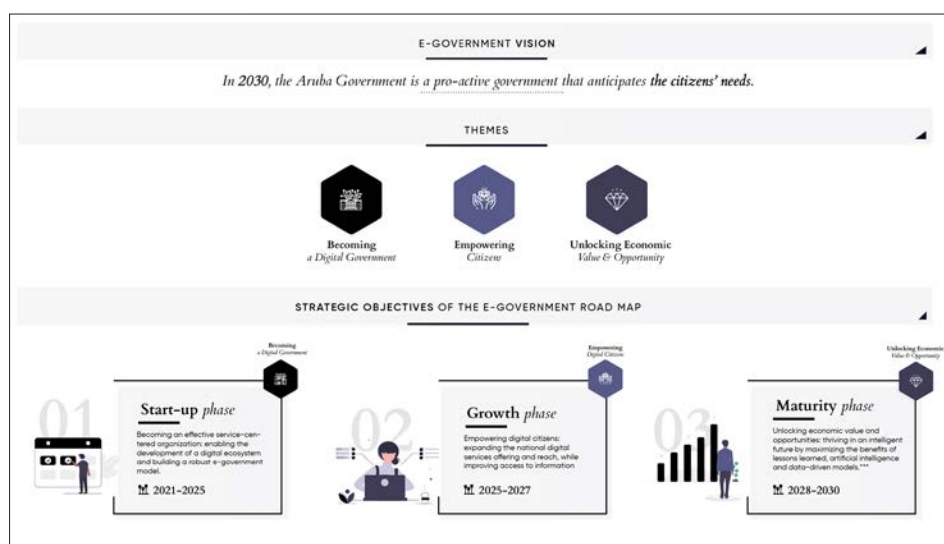 E-GOVERNMENT VISION
In 2030, the Aruba Government is a pro-active government that anticipates the citizens' needs.
THEMES
Becoming
a Digital Government
Empowering
Citizens
Unlocking Economic
Value & Opportunity
STRATEGIC OBJECTIVES OF THE E-GOVERNMENT ROAD MAP
Becoming
a Digital Government
01
Start-up phase
Becoming an effective service-cen-
tered organization: enabling the
development of a digital ecosystem
and building a robust e-government
model.
2021-2025
Empowering
Digital Citizens
02
Growth phase
Empowering digital citizens:
expanding the national digital
services offering and reach, while
improving access to information
2025-2027
Unlocking Economic
Value & Opportunity
03
Maturity phase
Unlocking economic value and
opportunities: thriving in an intelligent
future by maximizing the benefits of
lessons learned, artificial intelligence
and data-driven models.***
2028-2030